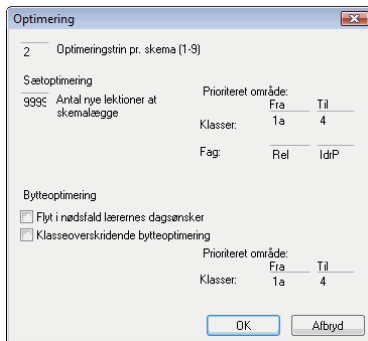 Optimering
2 Optimeringstrin pr. skema (1-9)
Sætoptimering
9999 Antal nye lektioner at
skemalægge
Prioriteret område:
Fra Til
Klasser: 1a 4
Fag: Rel IdrP
Bytteoptimering
Flyt i nødsfald lærernes dagsønsker
Klasseoverskridende bytteoptimering
Prioriteret område:
Fra Til
Klasser: 1a 4
OK Afbryd